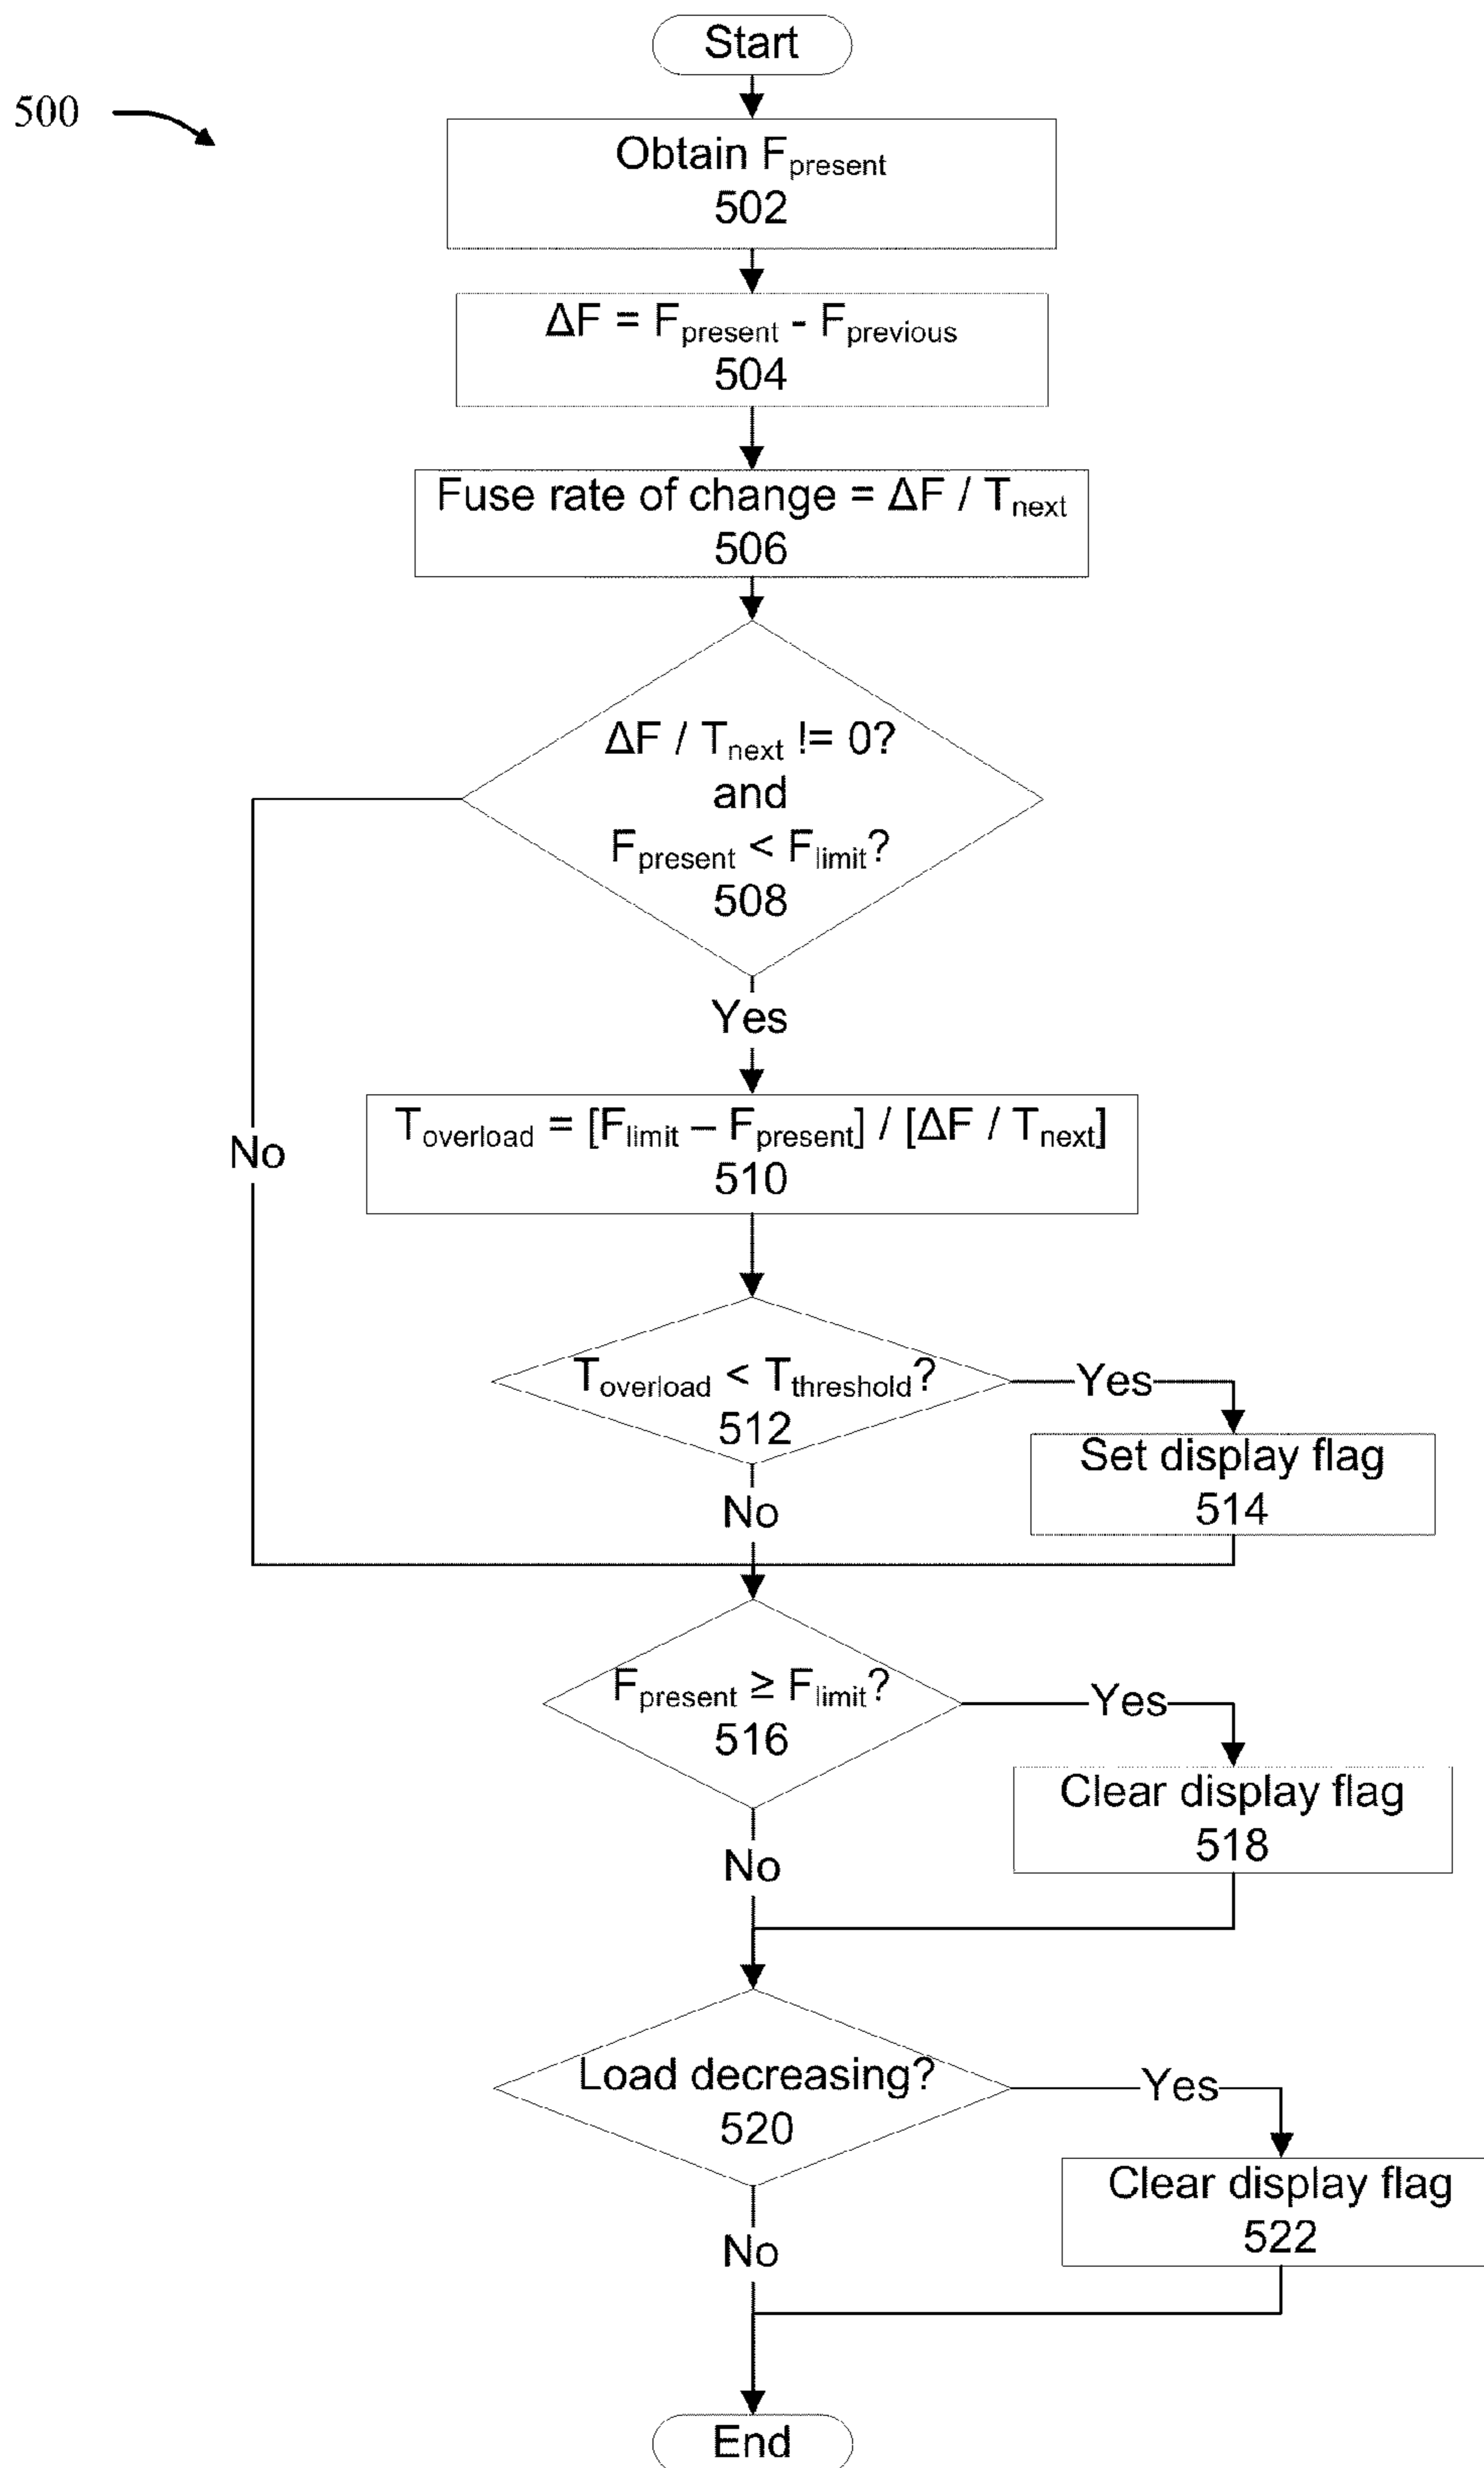 Start
500
Obtain Fpresent
502
ΔF = Fpresent - Fprevious
504
Fuse rate of change = ΔF / Tnext
506
ΔF / Tnext != 0?
and
Fpresent < Flimit?
508
Yes
Toverload = [Flimit – Fpresent] / [ΔF / Tnext]
510
No
Toverload < Tthreshold?
512
Yes
Set display flag
514
No
Fpresent ≥ Flimit?
516
Yes
Clear display flag
518
No
Load decreasing?
520
Yes
Clear display flag
522
No
End